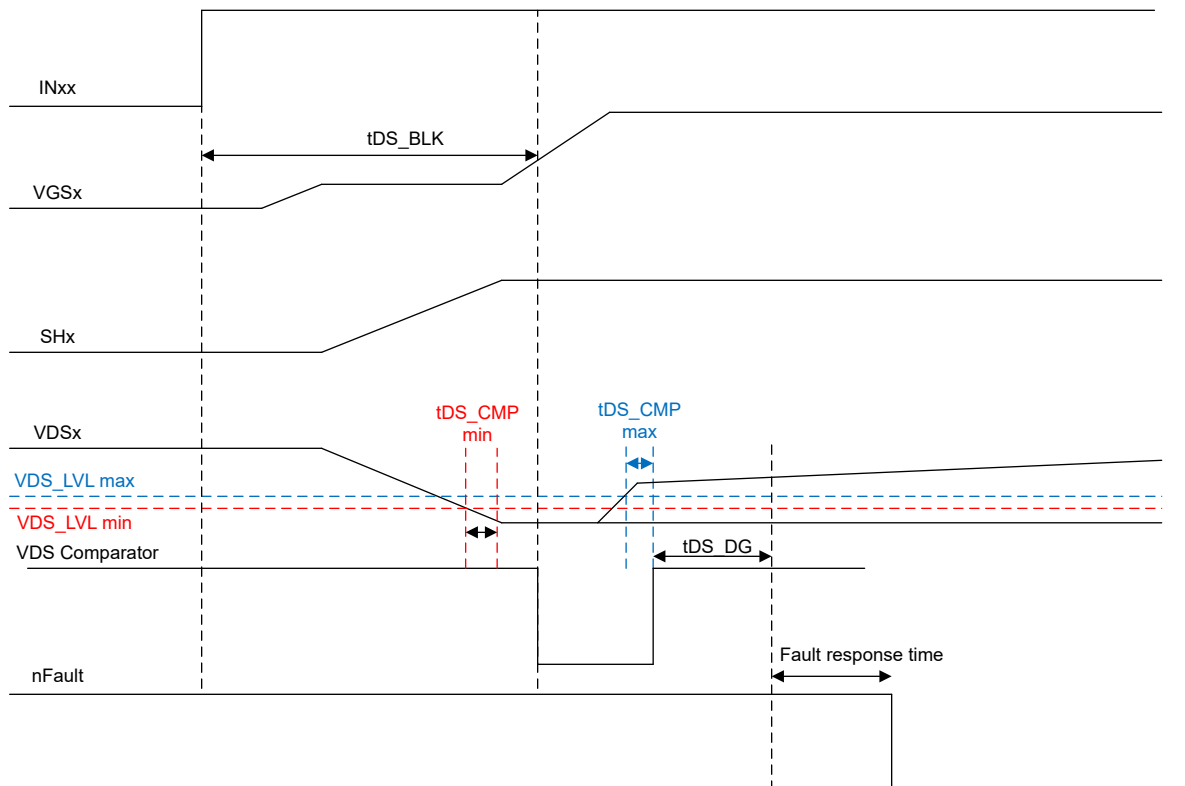 INxx
tDS_BLK
VGSx
SHx
tDS_CMP
min
tDS_CMP
max
VDSx
VDS_LVL max
VDS_LVL min
VDS Comparator
tDS_DG
Fault response time
nFault